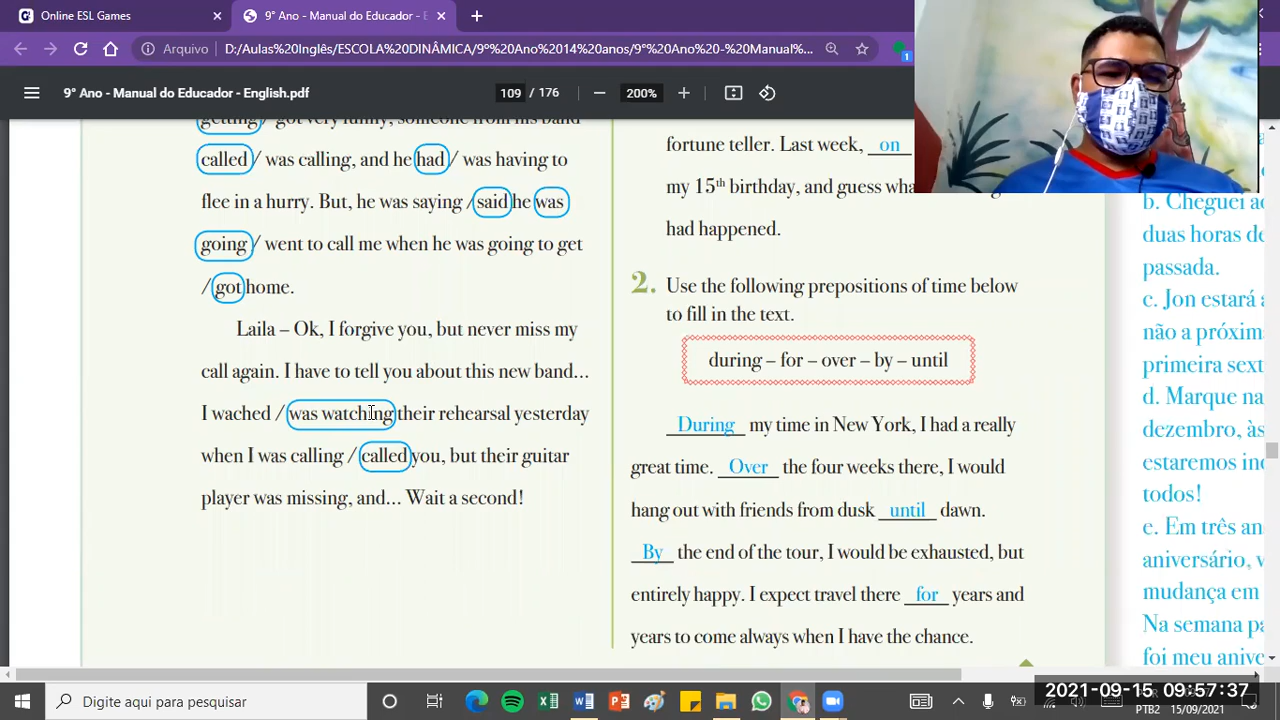 Online ESL Games
9º Ano - Manual do Educador - E
Arquivo
D:/Aulas%20Inglês/ESCOLA%20DINÂMICA/9º%20Ano%2014%20anos/9º%20Ano%20-%20Manual%...
9° Ano - Manual do Educador - English.pdf
109 / 176
200%
getting / got very funny, someone from his band
called / was calling, and he had / was having to
flee in a hurry. But, he was saying / said he was
going / went to call me when he was going to get
/ got home.
Laila – Ok, I forgive you, but never miss my
call again. I have to tell you about this new band...
I wached / was watching their rehearsal yesterday
when I was calling / called you, but their guitar
player was missing, and... Wait a second!
fortune teller. Last week, on
my 15th birthday, and guess
had happened.
2. Use the following prepositions of time below
to fill in the text.
during – for – over – by – until
During my time in New York, I had a really
great time. Over the four weeks there, I would
hang out with friends from dusk until dawn.
By the end of the tour, I would be exhausted, but
entirely happy. I expect travel there for years and
years to come always when I have the chance.
b. Cheguei
duas horas
passada.
c. Jon estará
não a próxim
primeira sext
d. Marque na
dezembro, às
estaremos in
todos!
e. Em três an
aniversário, v
mudança em
Na semana pa
foi meu anive
Digite aqui para pesquisar
2021-09-15 09:57:37
PTB2
15/09/2021